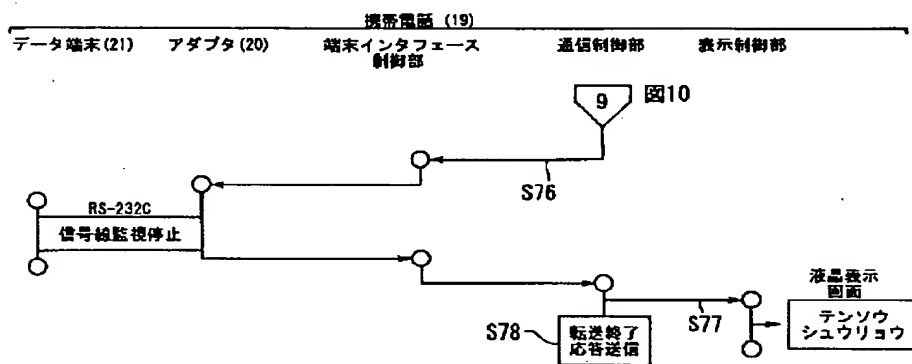 携帯電話 (19)
データ端末(21) アダプタ(20) 端末インタフェース 通信制御部 表示制御部
制御部
9 図10
S76
RS-232C
信号線監視停止
液晶表示
画面
S78 転送終了 S77 テンソウ
応答送信 シュウリョウ